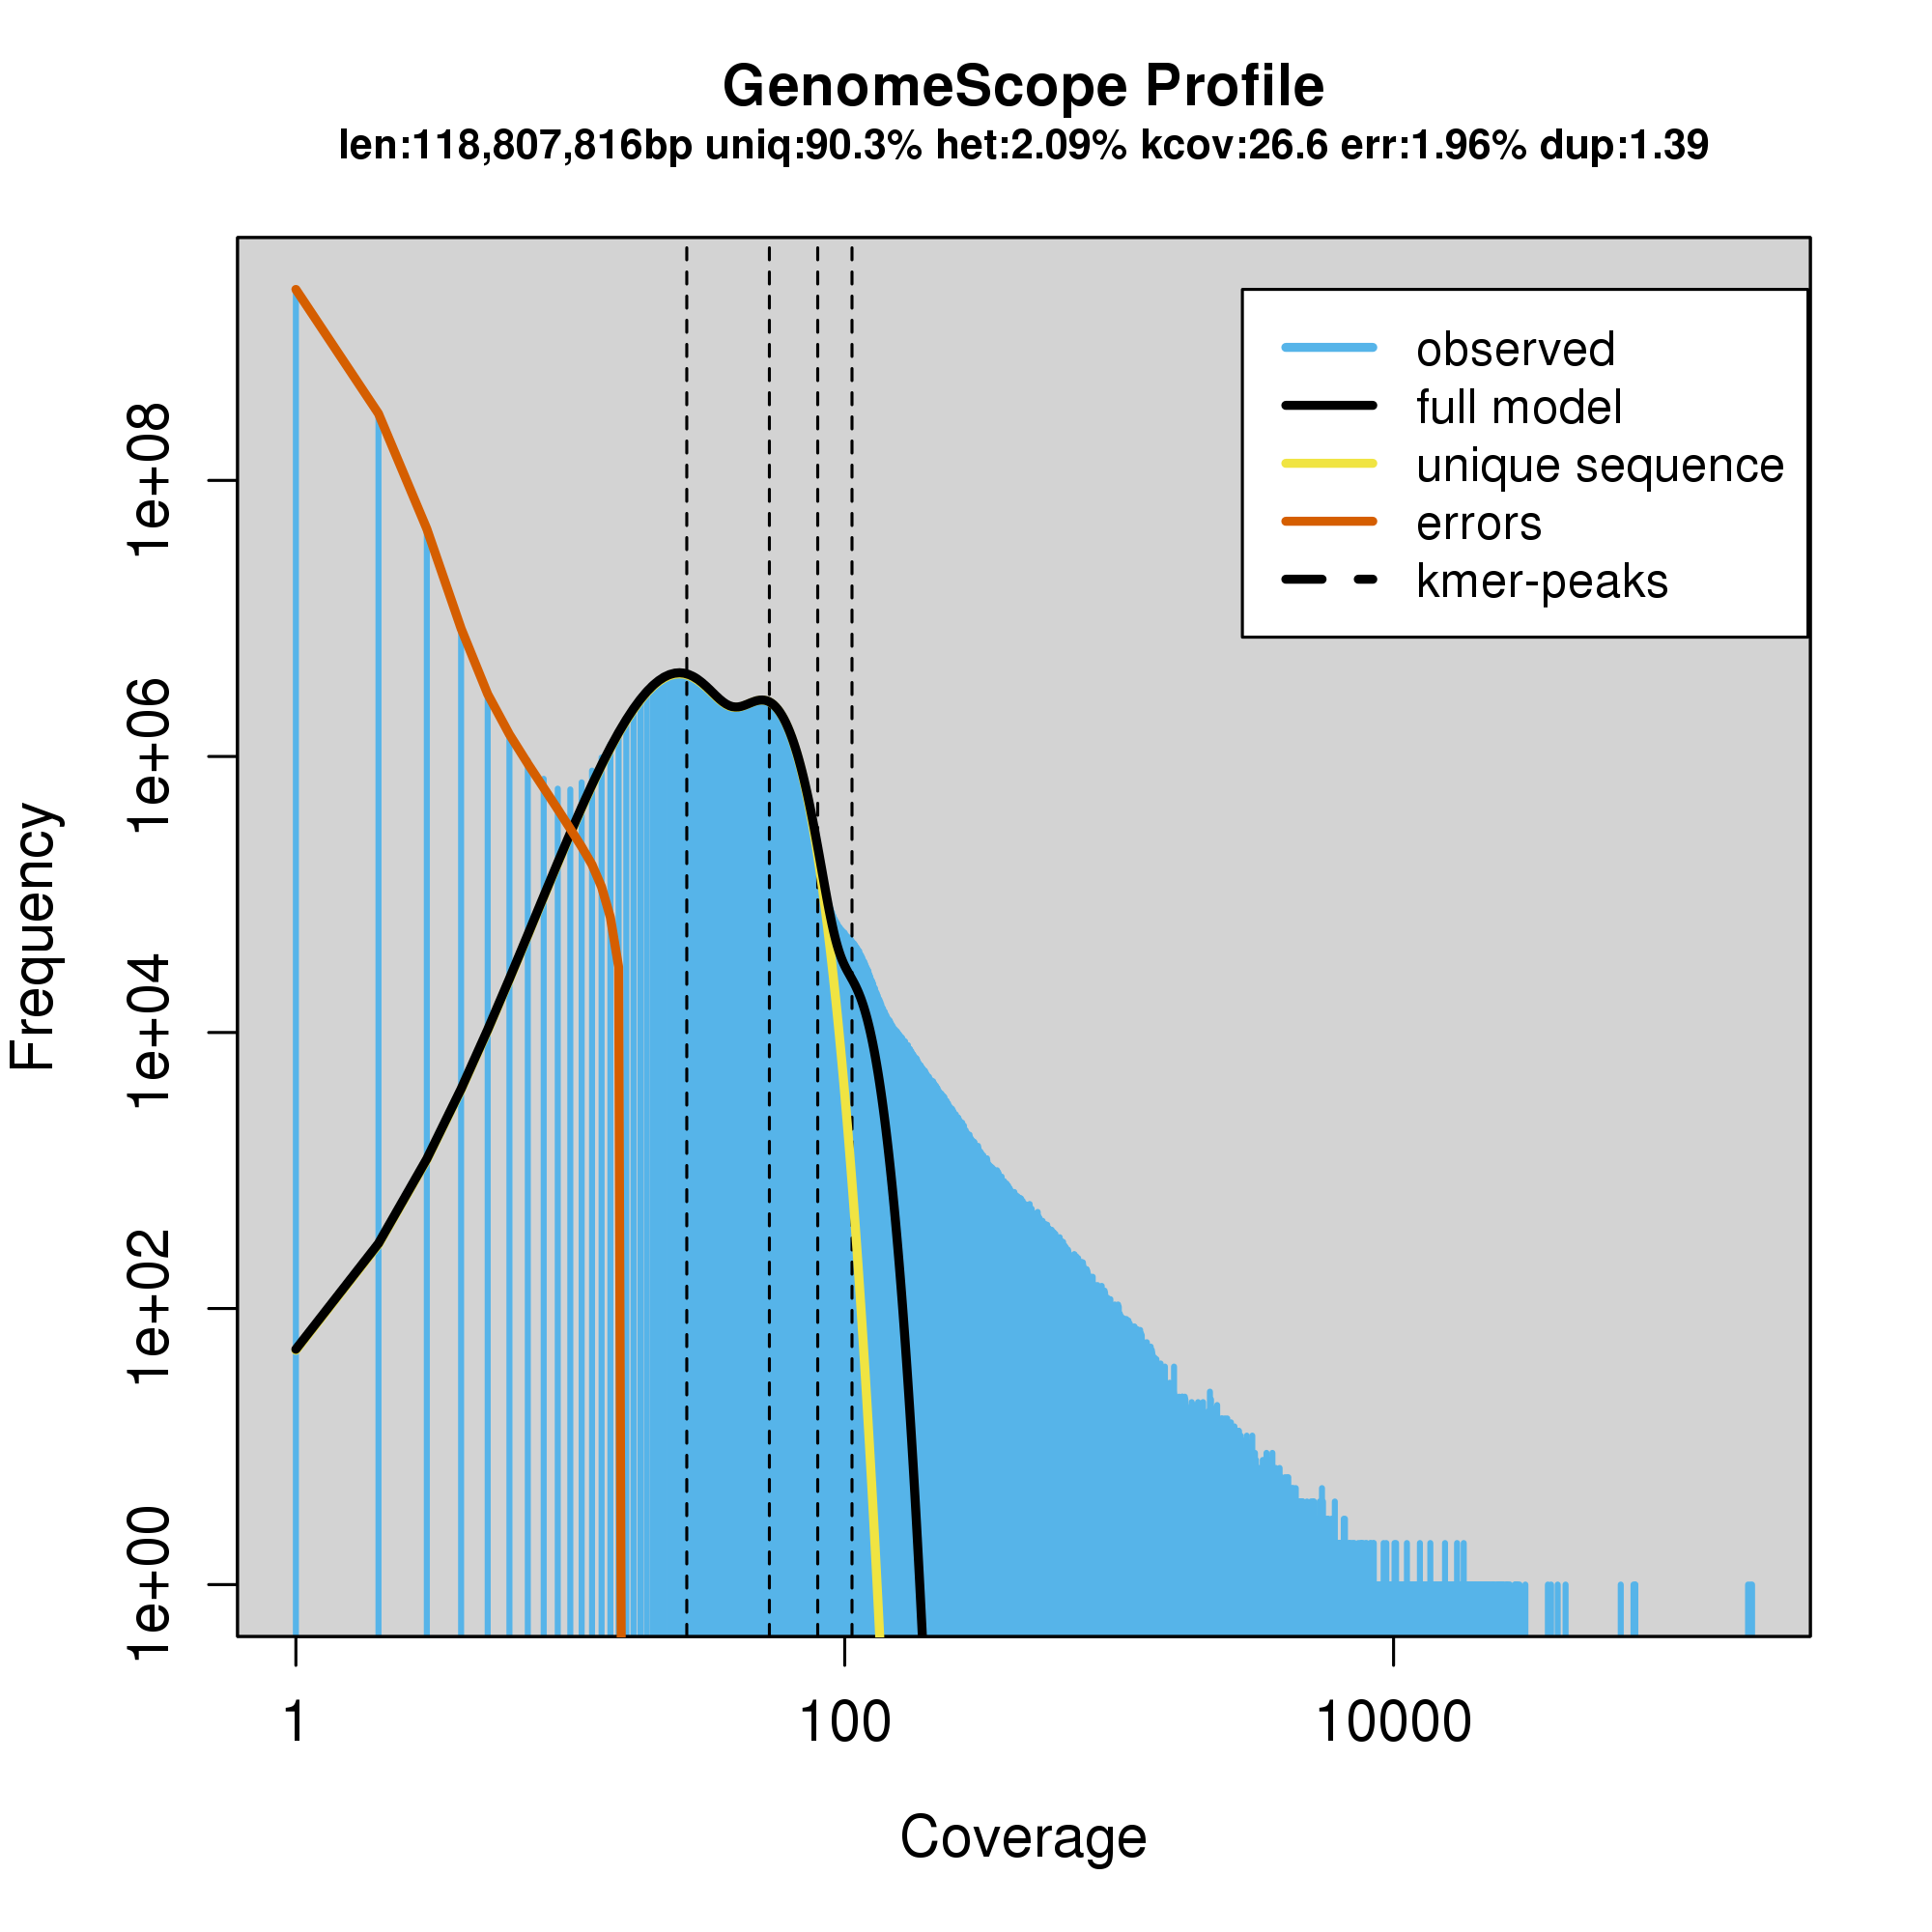 GenomeScope Profile
len:118,807,816bp uniq:90.3% het:2.09% kcov:26.6 err:1.96% dup:1.39
observed
full model
unique sequence
errors
kmer-peaks
Frequency
1e+08
1e+06
1e+04
1e+02
1e+00
1
100
10000
Coverage